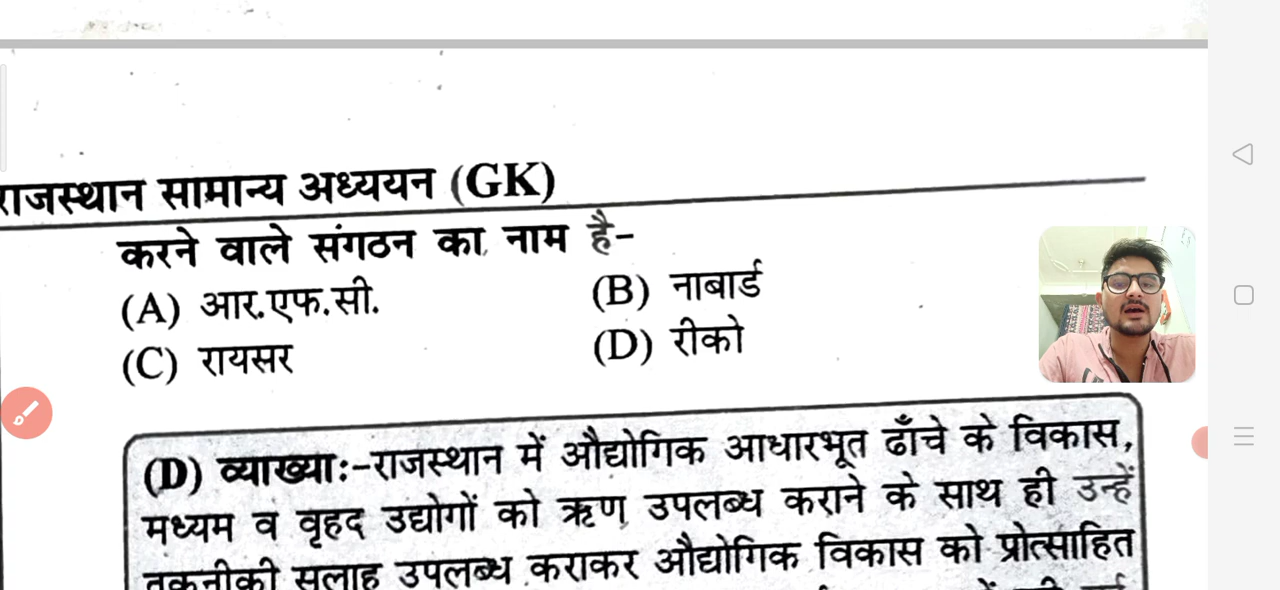 राजस्थान सामान्य अध्ययन (GK)
करने वाले संगठन का नाम है-
(A) आर.एफ.सी. (B) नाबार्ड
(C) रायसर (D) रीको
(D) व्याख्याः-राजस्थान में औद्योगिक आधारभूत ढाँचे के विकास,
मध्यम व वृहद उद्योगों को ऋण उपलब्ध कराने के साथ ही उन्हें
तकनीकी सलाह उपलब्ध कराकर औद्योगिक विकास को प्रोत्साहित